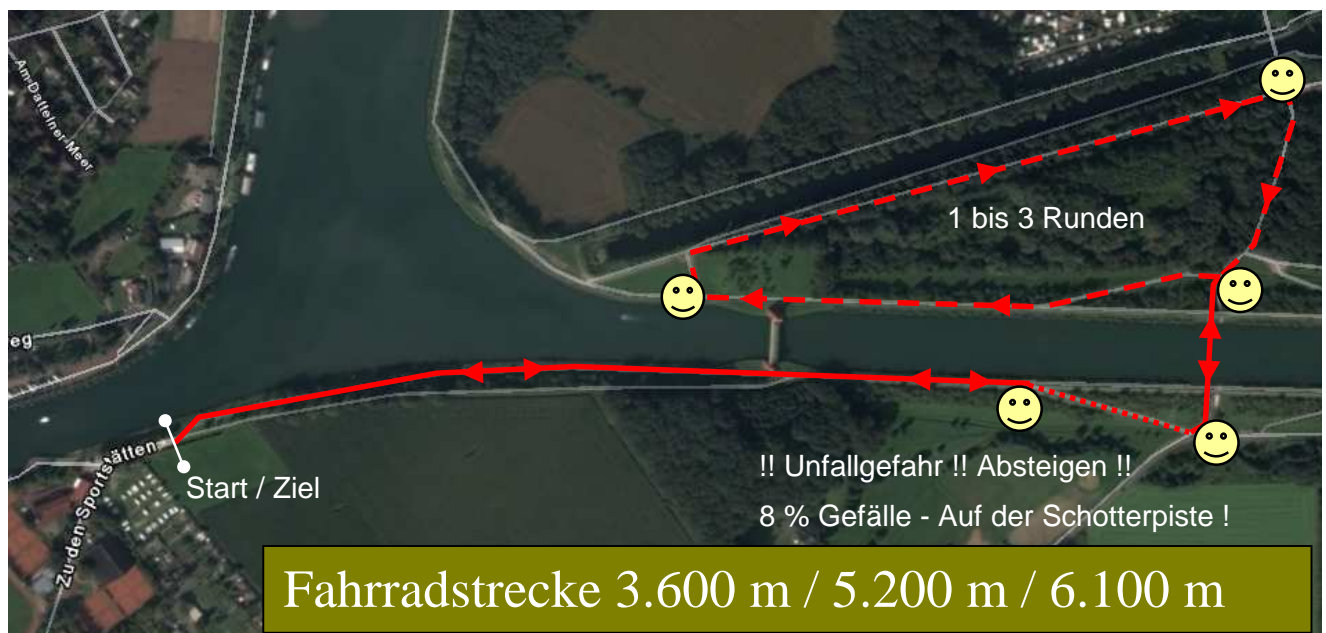 Am-Dattelner-Meer
1 bis 3 Runden
eg
Zu den Sportstätten
Start / Ziel
!! Unfallgefahr !! Absteigen !!
8 % Gefälle - Auf der Schotterpiste !
Fahrradstrecke 3.600 m / 5.200 m / 6.100 m